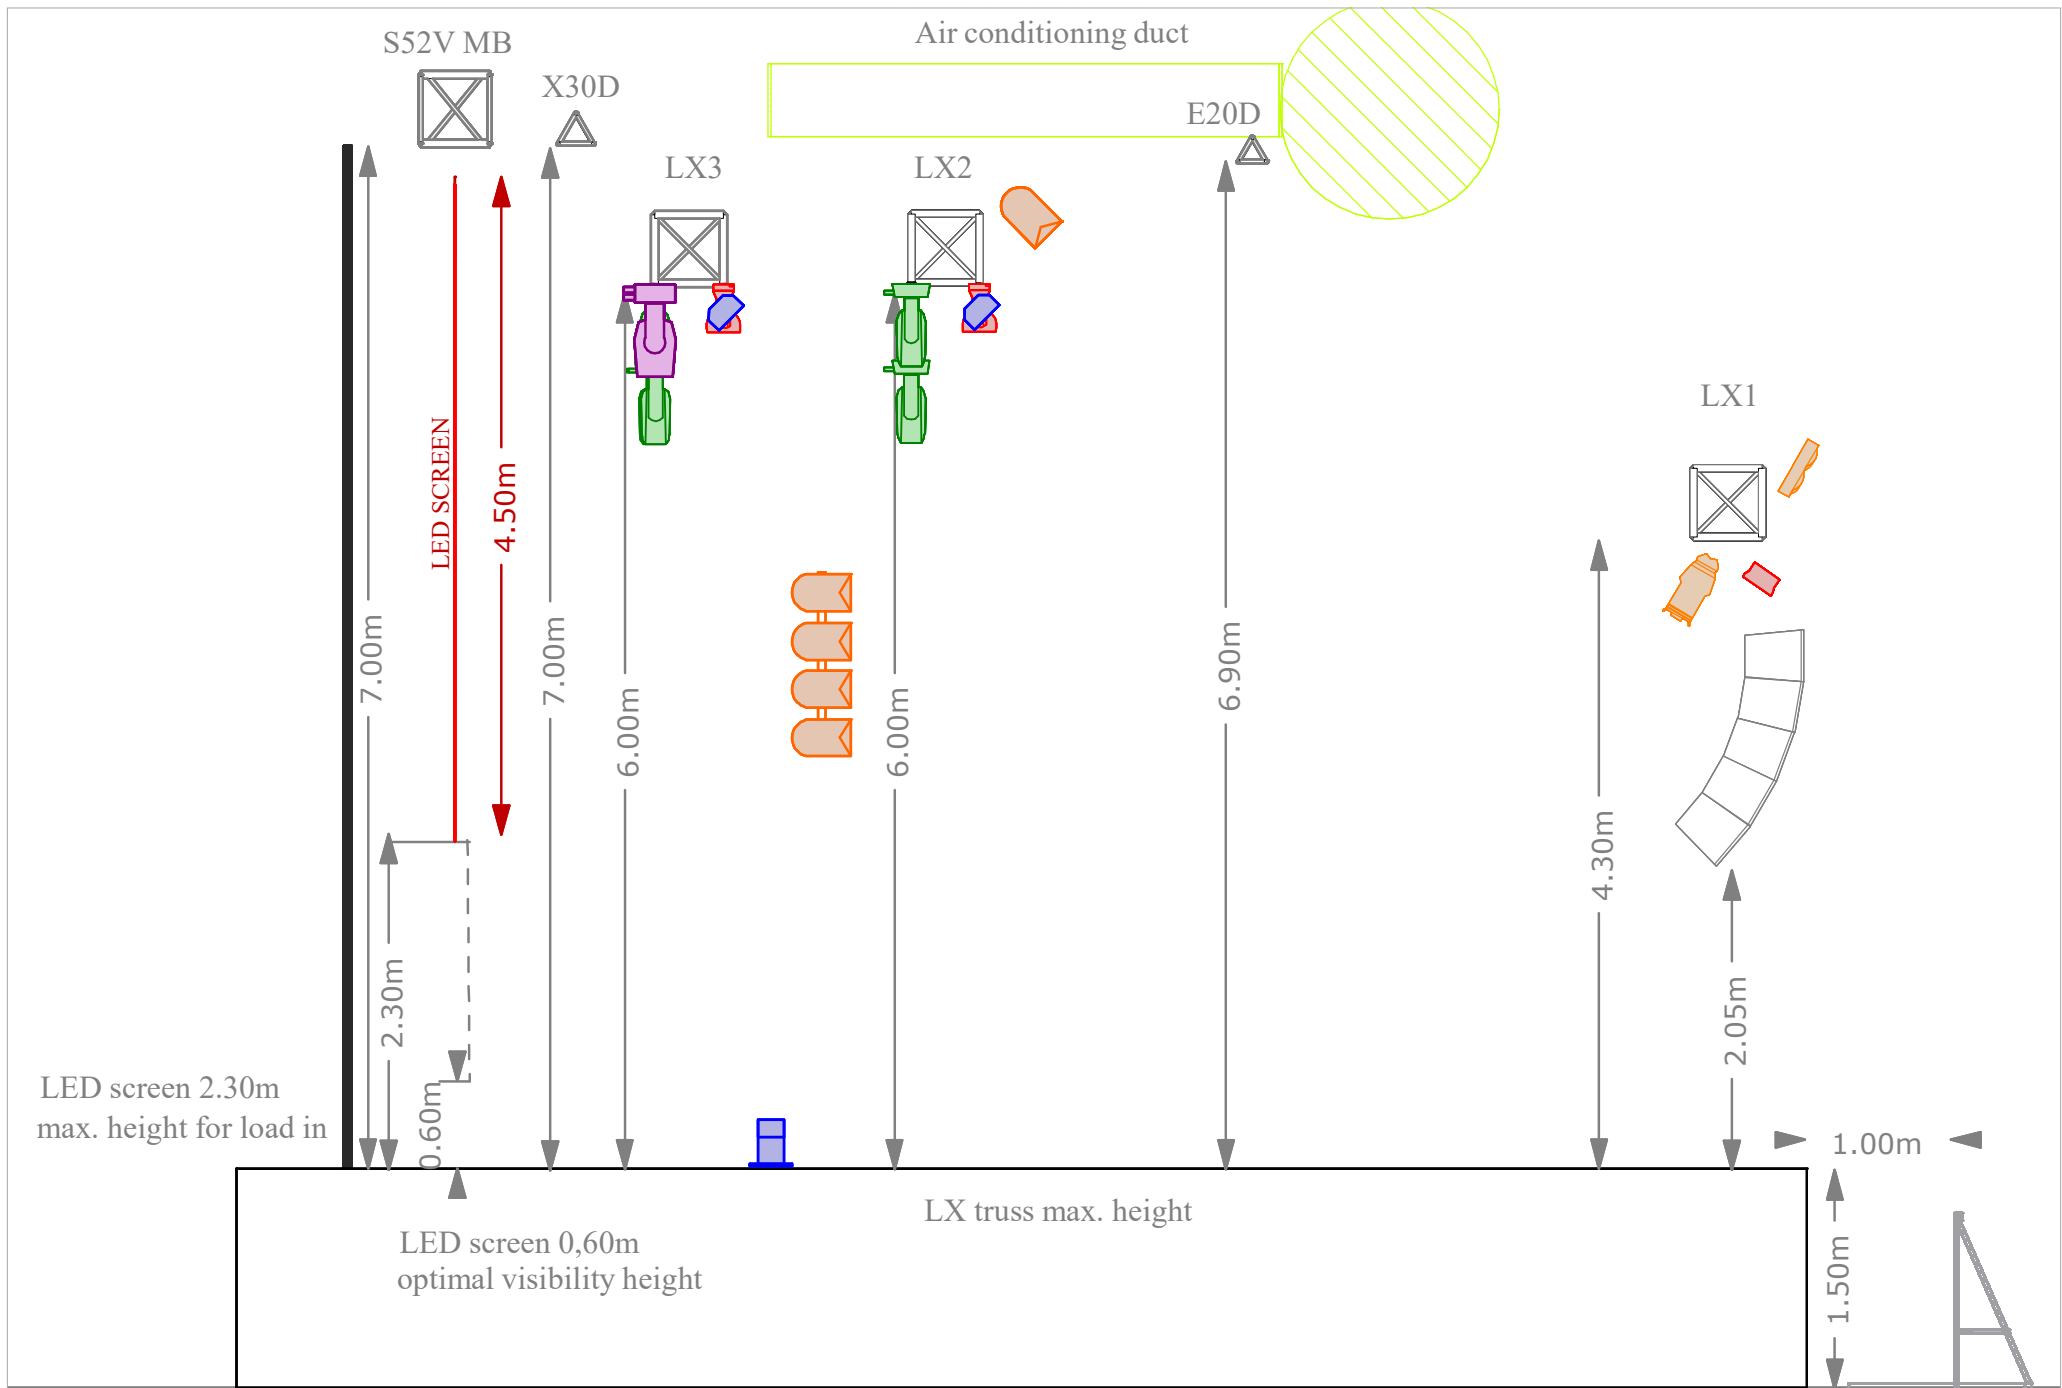 Air conditioning duct
S52V MB
X30D
E20D
LX3
LX2
LX1
LED SCREEN
4.50m
7.00m
7.00m
6.00m
6.00m
6.90m
4.30m
2.30m
2.05m
0.60m
LED screen 2.30m
max. height for load in
1.00m
LX truss max. height
LED screen 0,60m
optimal visibility height
1.50m